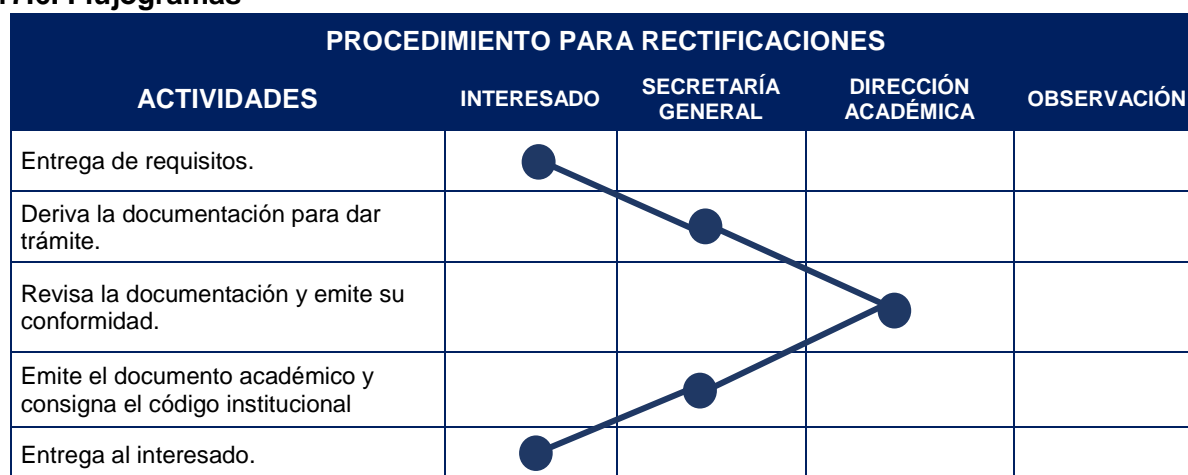 Flujogramas
PROCEDIMIENTO PARA RECTIFICACIONES
ACTIVIDADES
INTERESADO
SECRETARÍA
GENERAL
DIRECCIÓN
ACADÉMICA
OBSERVACIÓN
Entrega de requisitos.
Deriva la documentación para dar
trámite.
Revisa la documentación y emite su
conformidad.
Emite el documento académico y
consigna el código institucional
Entrega al interesado.